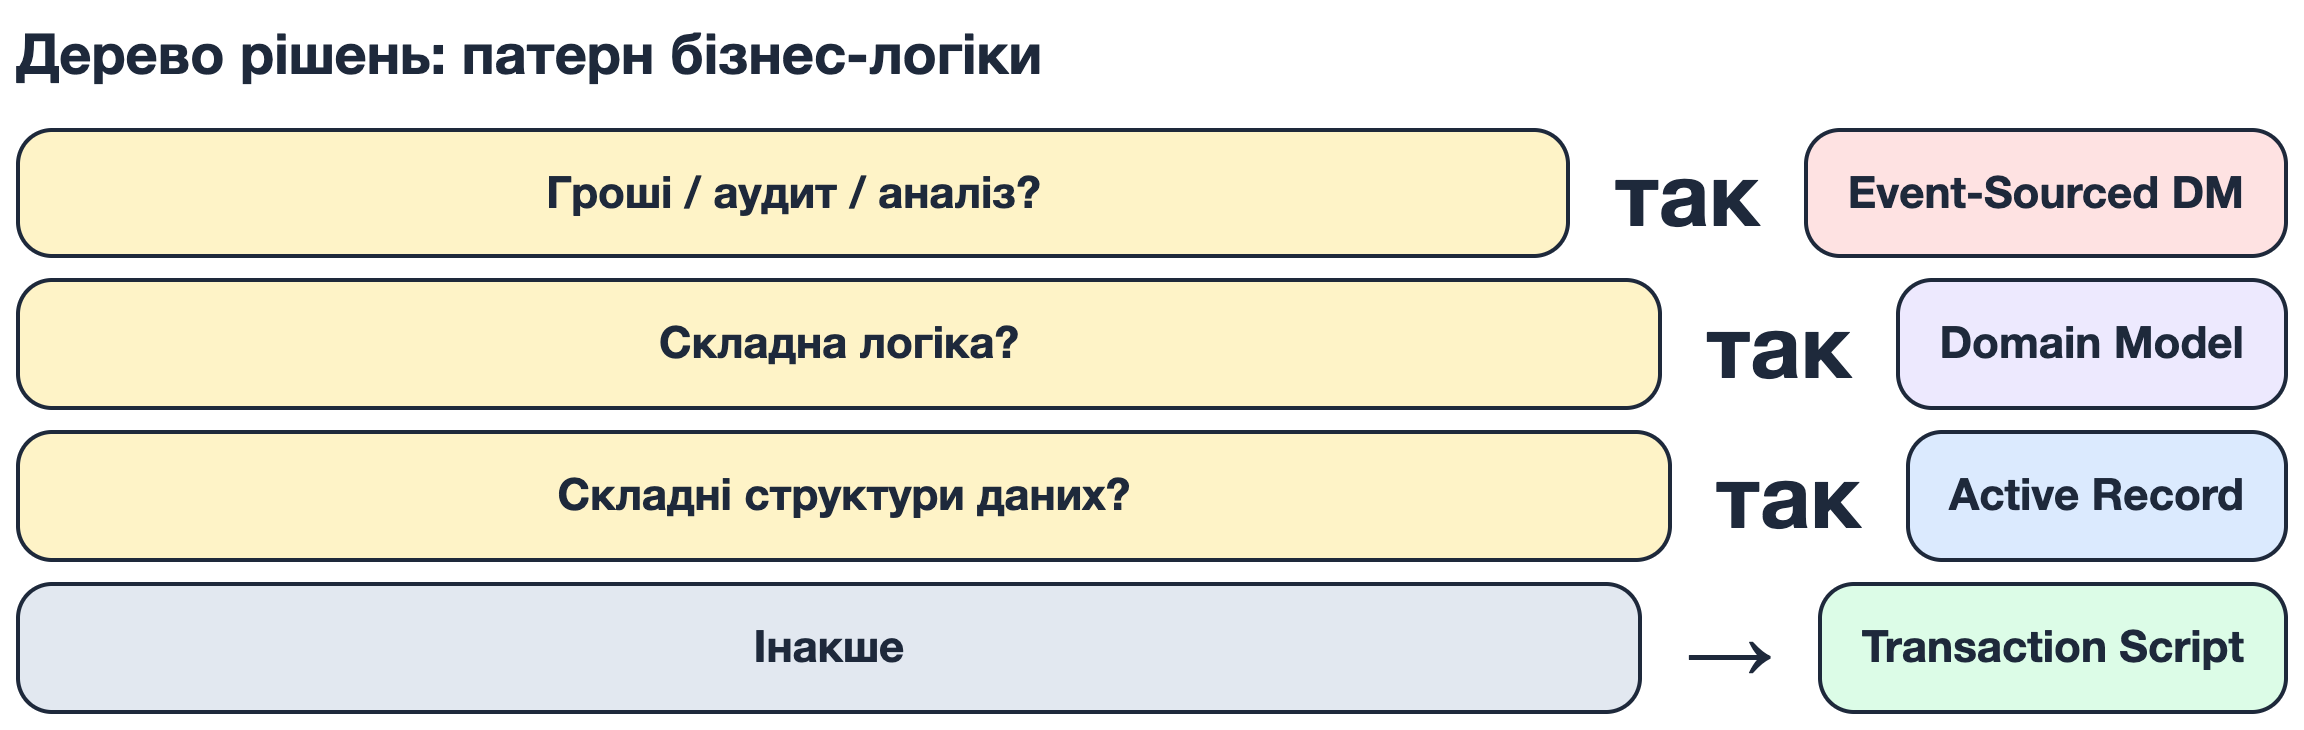 Дерево рішень: патерн бізнес-логіки
Гроші / аудит / аналіз? так Event-Sourced DM
Складна логіка? так Domain Model
Складні структури даних? так Active Record
Інакше → Transaction Script